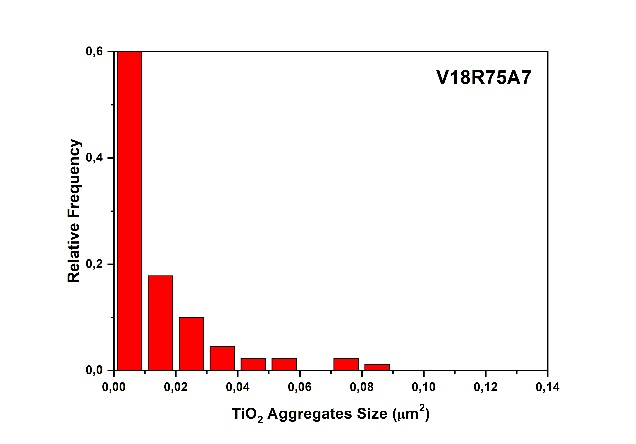 V18R75A7
0,6
0,4
0,2
0,0
Relative Frequency
0,00 0,02 0,04 0,06 0,08 0,10 0,12 0,14
TiO₂ Aggregates Size (μm²)